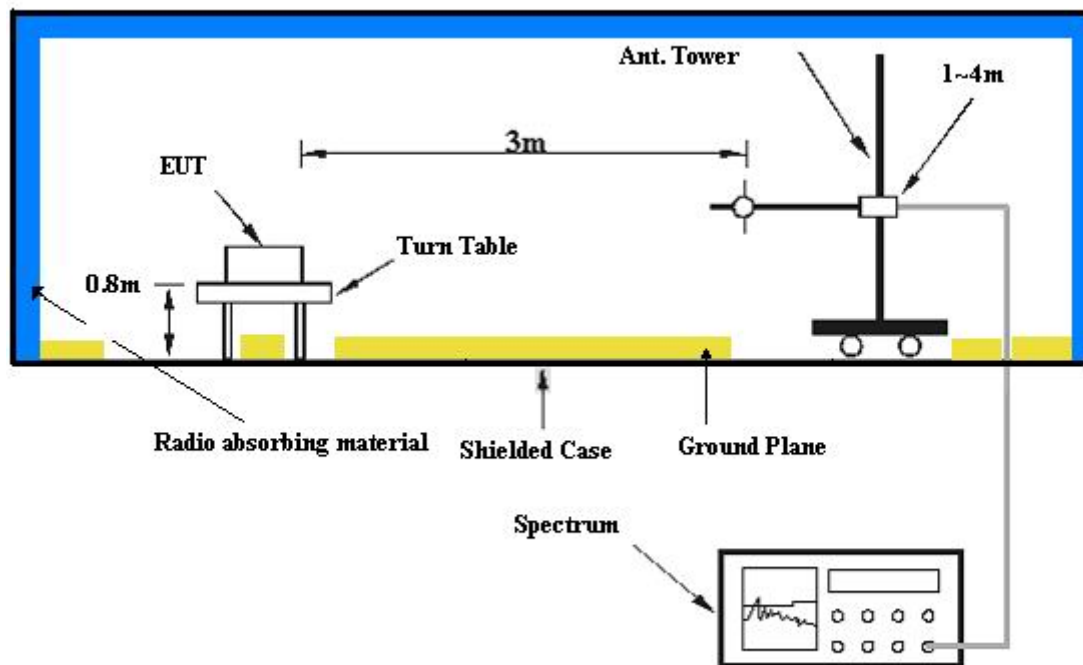 Ant. Tower
1~4m
3m
EUT
Turn Table
0.8m
Radio absorbing material
Shielded Case
Ground Plane
Spectrum